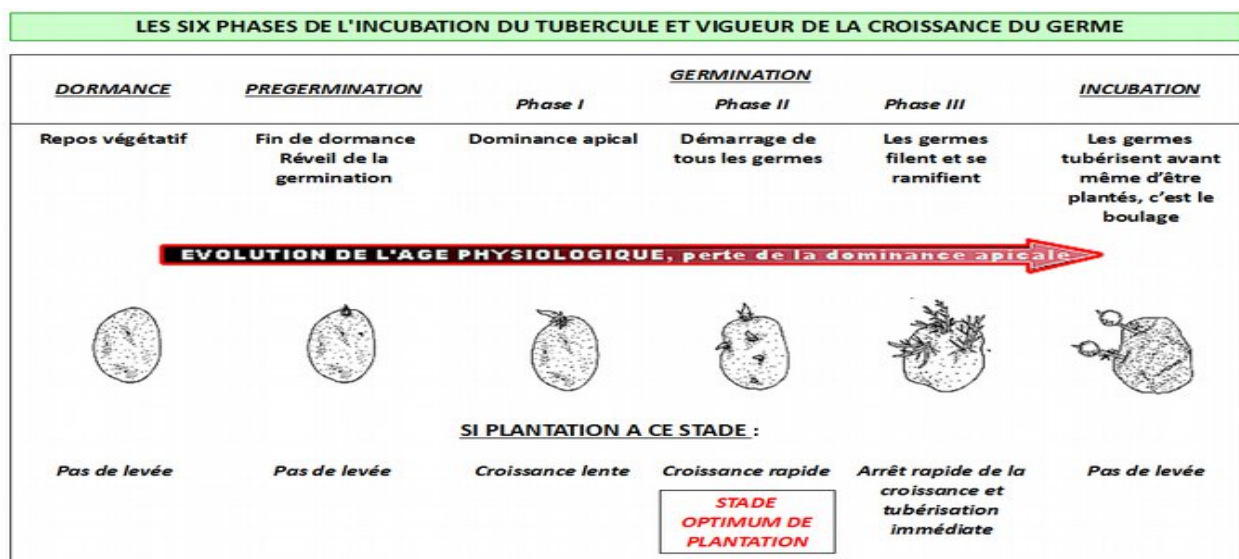 LES SIX PHASES DE L'INCUBATION DU TUBERCULE ET VIGUEUR DE LA CROISSANCE DU GERME
DORMANCE
PREGERMINATION
GERMINATION
Phase I
Phase II
Phase III
INCUBATION
Repos végétatif
Fin de dormance
Réveil de la
germination
Dominance apical
Démarrage de
tous les germes
Les germes
filent et se
ramifient
Les germes
tubérisent avant
même d'être
plantés, c'est le
boulage
EVOLUTION DE L'AGE PHYSIOLOGIQUE, perte de la dominance apicale
SI PLANTATION A CE STADE :
Pas de levée
Pas de levée
Croissance lente
Croissance rapide
STADE
OPTIMUM DE
PLANTATION
Arrêt rapide de la
croissance et
tubérisation
immédiate
Pas de levée